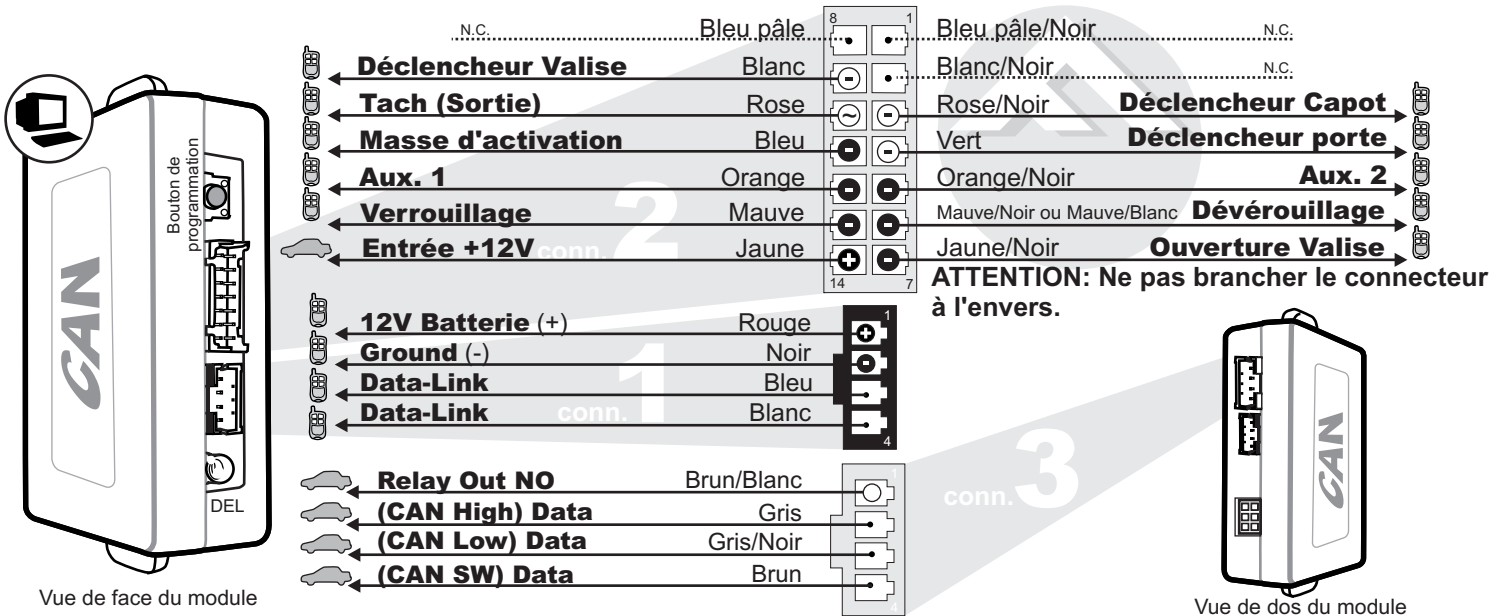 N.C. Bleu pâle 8 1 Bleu pâle/Noir N.C.
Déclencheur Valise Blanc Blanc/Noir N.C.
Tach (Sortie) Rose Rose/Noir Déclencheur Capot
Masse d'activation Bleu Vert Déclencheur porte
Aux. 1 Orange Orange/Noir Aux. 2
Verrouillage Mauve Mauve/Noir ou Mauve/Blanc Dévérouillage
Entrée +12V Jaune Jaune/Noir Ouverture Valise
14 7
conn. 2
ATTENTION: Ne pas brancher le connecteur
à l'envers.
Bouton de
programmation
CAN
DEL
Vue de face du module
12V Batterie (+) Rouge 1
Ground (-) Noir
Data-Link Bleu
Data-Link Blanc
4
conn. 1
Relay Out NO Brun/Blanc 1
(CAN High) Data Gris
(CAN Low) Data Gris/Noir
(CAN SW) Data Brun
4
conn. 3
CAN
Vue de dos du module